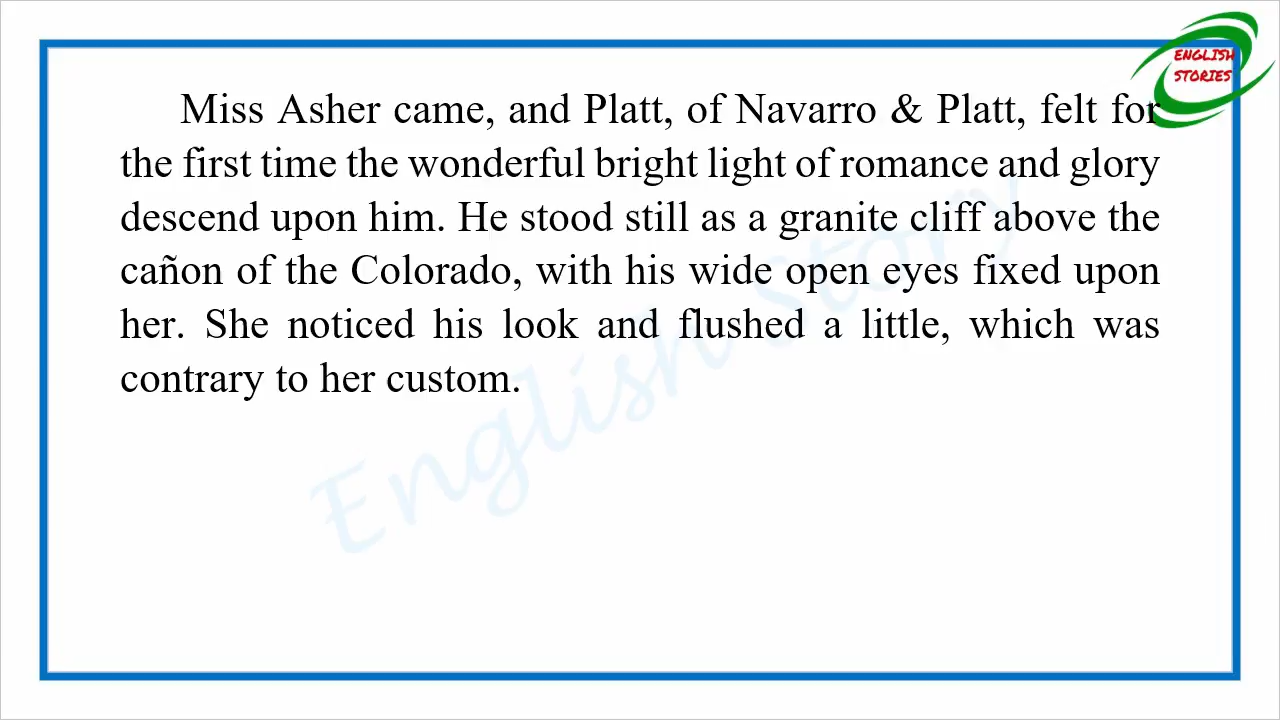 ENGLISH
STORIES
Miss Asher came, and Platt, of Navarro & Platt, felt for
the first time the wonderful bright light of romance and glory
descend upon him. He stood still as a granite cliff above the
cañon of the Colorado, with his wide open eyes fixed upon
her. She noticed his look and flushed a little, which was
contrary to her custom.
English Story